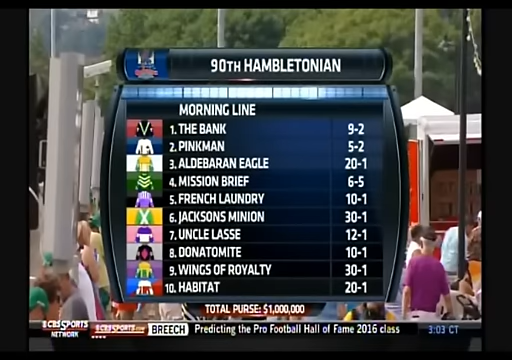 90TH HAMBLETONIAN
MORNING LINE
1. THE BANK 9-2
2. PINKMAN 5-2
3. ALDEBARAN EAGLE 20-1
4. MISSION BRIEF 6-5
5. FRENCH LAUNDRY 10-1
6. JACKSONS MINION 30-1
7. UNCLE LASSE 12-1
8. DONATOMITE 10-1
9. WINGS OF ROYALTY 30-1
10. HABITAT 20-1
TOTAL PURSE: $1,000,000
CBS SPORTS NETWORK CBSSPORTS.COM BREECH Predicting the Pro Football Hall of Fame 2016 class 3:03 CT